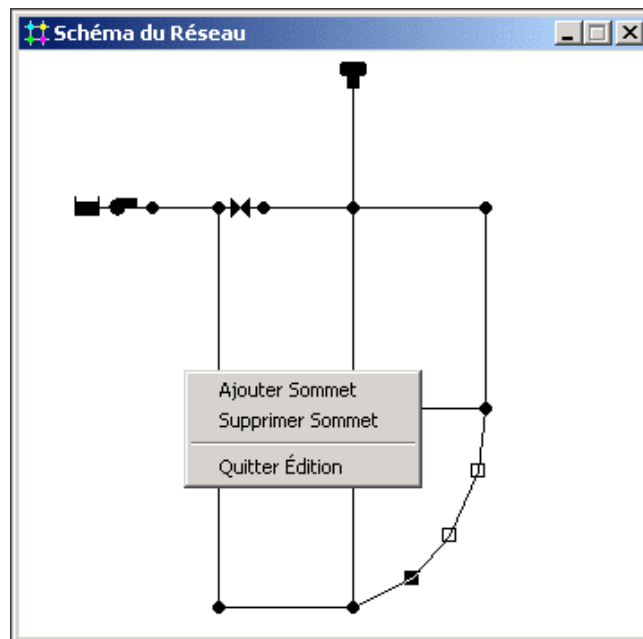 Schéma du Réseau
Ajouter Sommet
Supprimer Sommet
Quitter Édition